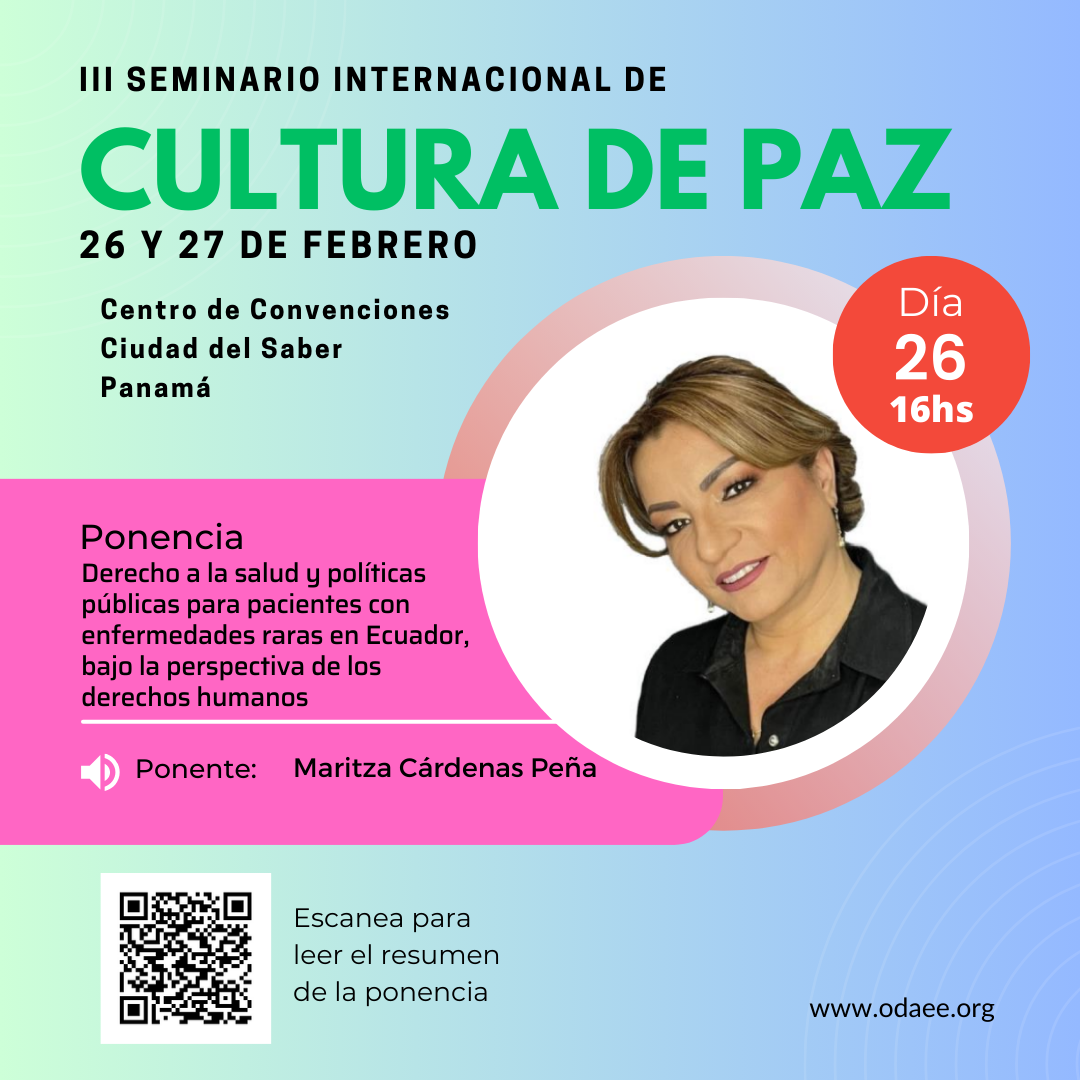 III SEMINARIO INTERNACIONAL DE
CULTURA DE PAZ
26 Y 27 DE FEBRERO
Centro de Convenciones
Ciudad del Saber
Panamá
Día
26
16hs
Ponencia
Derecho a la salud y políticas
públicas para pacientes con
enfermedades raras en Ecuador,
bajo la perspectiva de los
derechos humanos
Ponente: Maritza Cárdenas Peña
Escanea para
leer el resumen
de la ponencia
www.odaee.org